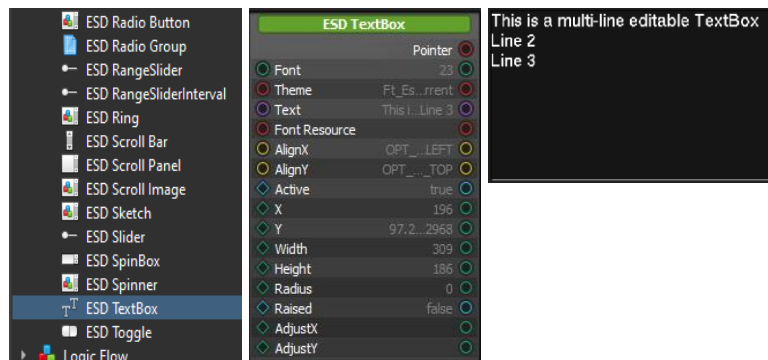 ESD Radio Button
ESD Radio Group
ESD RangeSlider
ESD RangeSliderInterval
ESD Ring
ESD Scroll Bar
ESD Scroll Panel
ESD Scroll Image
ESD Sketch
ESD Slider
ESD SpinBox
ESD Spinner
ESD TextBox
ESD Toggle
Logic Flow
ESD TextBox
Pointer
Font 23
Theme Ft_Es...rrent
Text This i...Line 3
Font Resource
AlignX OPT_...LEFT
AlignY OPT_..._TOP
Active true
X 196
Y 97.2...2968
Width 309
Height 186
Radius 0
Raised false
AdjustX
AdjustY
This is a multi-line editable TextBox
Line 2
Line 3